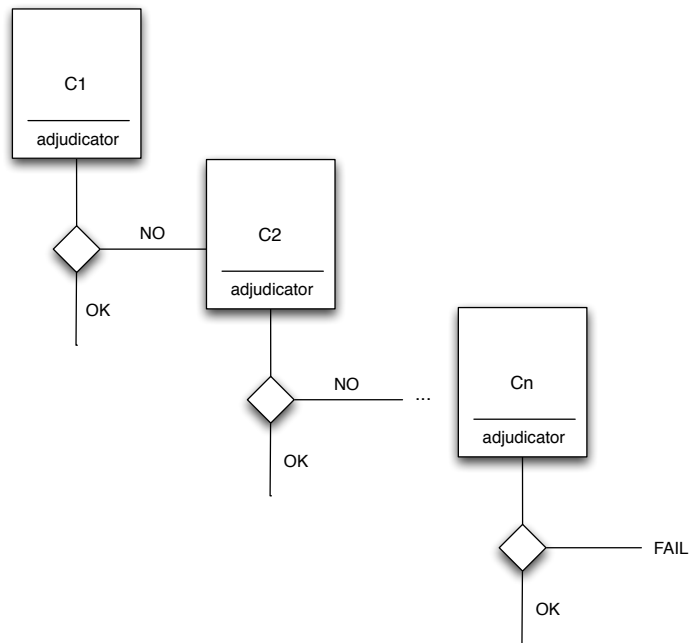 C1
adjudicator
NO
OK
C2
adjudicator
NO
...
OK
Cn
adjudicator
FAIL
OK